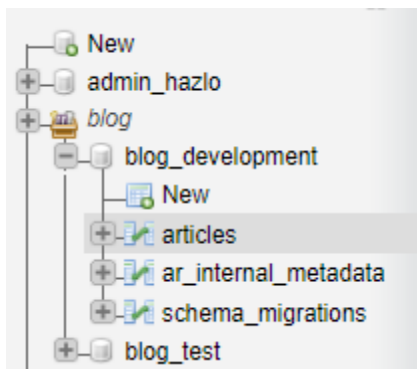 New
admin_hazlo
blog
blog_development
New
articles
ar_internal_metadata
schema_migrations
blog_test